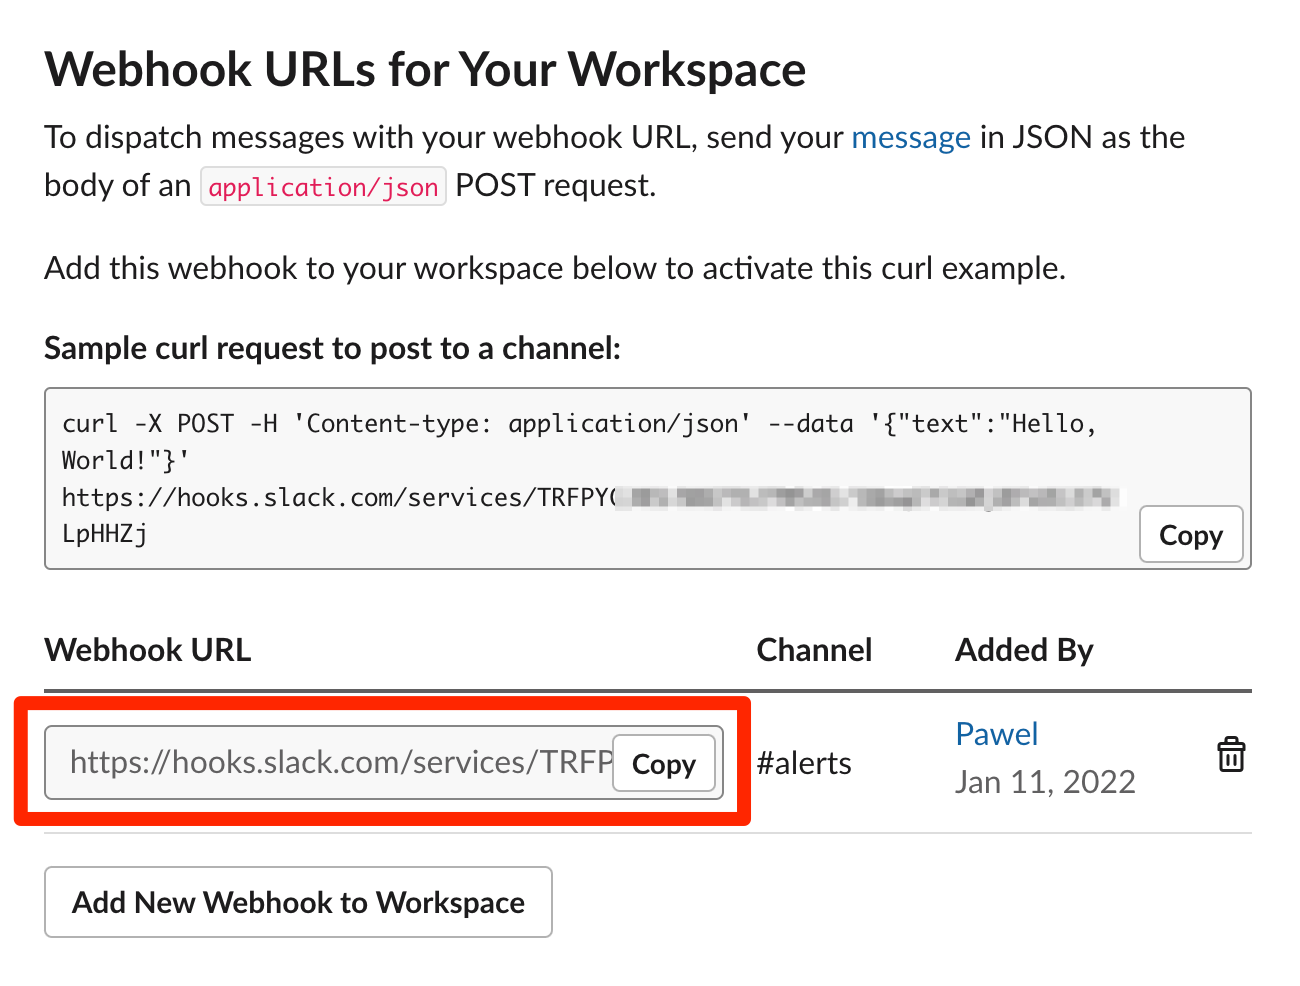 Webhook URLs for Your Workspace
To dispatch messages with your webhook URL, send your message in JSON as the
body of an application/json POST request.
Add this webhook to your workspace below to activate this curl example.
Sample curl request to post to a channel:
curl -X POST -H 'Content-type: application/json' --data '{"text":"Hello,
World!"}'
https://hooks.slack.com/services/TRFPY
LpHHZj
Copy
Webhook URL Channel Added By
https://hooks.slack.com/services/TRFP Copy #alerts Pawel
Jan 11, 2022
Add New Webhook to Workspace